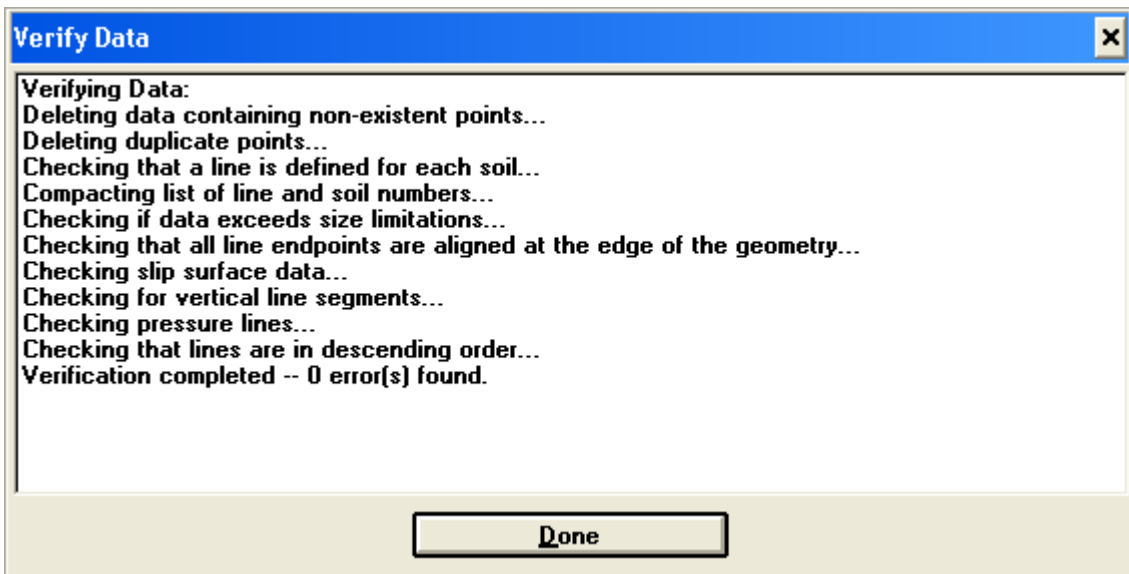 Verify Data
Verifying Data:
Deleting data containing non-existent points...
Deleting duplicate points...
Checking that a line is defined for each soil...
Compacting list of line and soil numbers...
Checking if data exceeds size limitations...
Checking that all line endpoints are aligned at the edge of the geometry...
Checking slip surface data...
Checking for vertical line segments...
Checking pressure lines...
Checking that lines are in descending order...
Verification completed -- 0 error(s) found.
Done